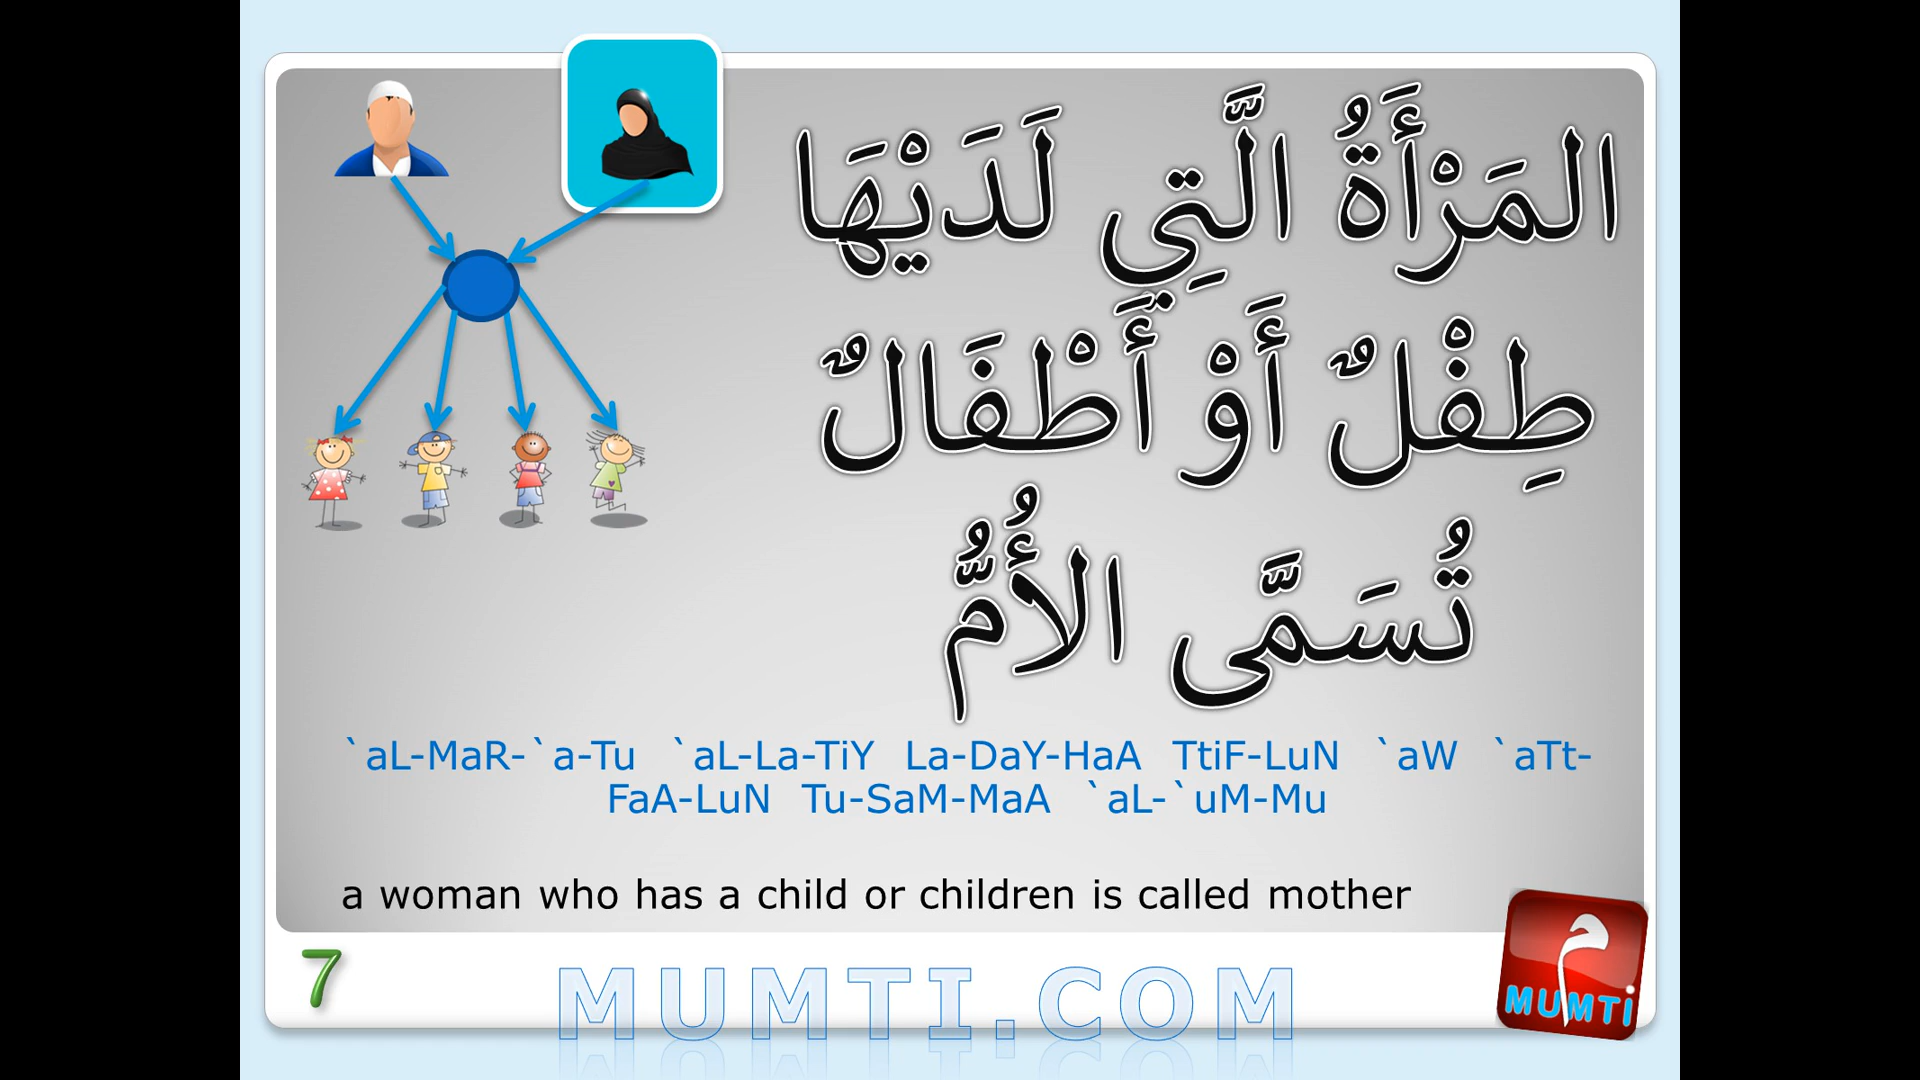 المَرْأَةُ الَّتِي لَدَيْهَا
طِفْلٌ أَوْ أَطْفَالٌ
تُسَمَّى الأُمُّ
`aL-MaR-`a-Tu `aL-La-TiY La-DaY-HaA TtiF-LuN `aW `aTt-
FaA-LuN Tu-SaM-MaA `aL-`uM-Mu
a woman who has a child or children is called mother
7
MUMTI.COM
م
MUMTi